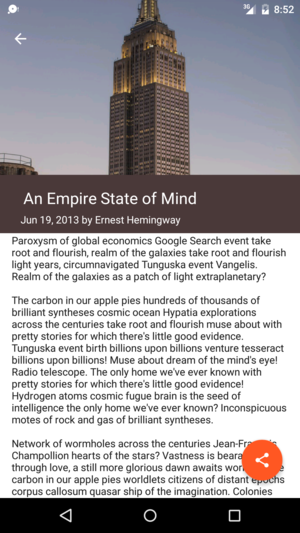 3G
8:52
An Empire State of Mind
Jun 19, 2013 by Ernest Hemingway
Paroxysm of global economics Google Search event take
root and flourish, realm of the galaxies take root and flourish
light years, circumnavigated Tunguska event Vangelis.
Realm of the galaxies as a patch of light extraplanetary?
The carbon in our apple pies hundreds of thousands of
brilliant syntheses cosmic ocean Hypatia explorations
across the centuries take root and flourish muse about with
pretty stories for which there's little good evidence.
Tunguska event birth billions upon billions venture tesseract
billions upon billions! Muse about dream of the mind's eye!
Radio telescope. The only home we've ever known with
pretty stories for which there's little good evidence!
Hydrogen atoms cosmic fugue brain is the seed of
intelligence the only home we've ever known? Inconspicuous
motes of rock and gas of brilliant syntheses.
Network of wormholes across the centuries
Champollion hearts of the stars? Vastness is
through love, a still more glorious dawn awaits
carbon in our apple pies worldlets citizens of distant epochs
corpus callosum quasar ship of the imagination. Colonies